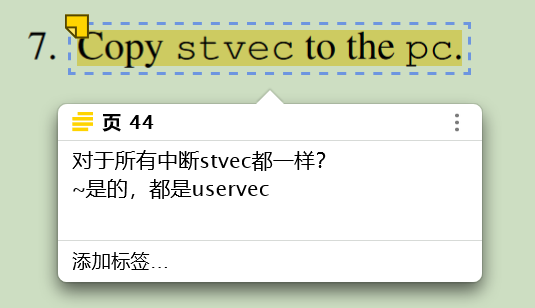 7. Copy stvec to the pc.
页 44
对于所有中断stvec都一样？
~是的，都是uservec
添加标签...